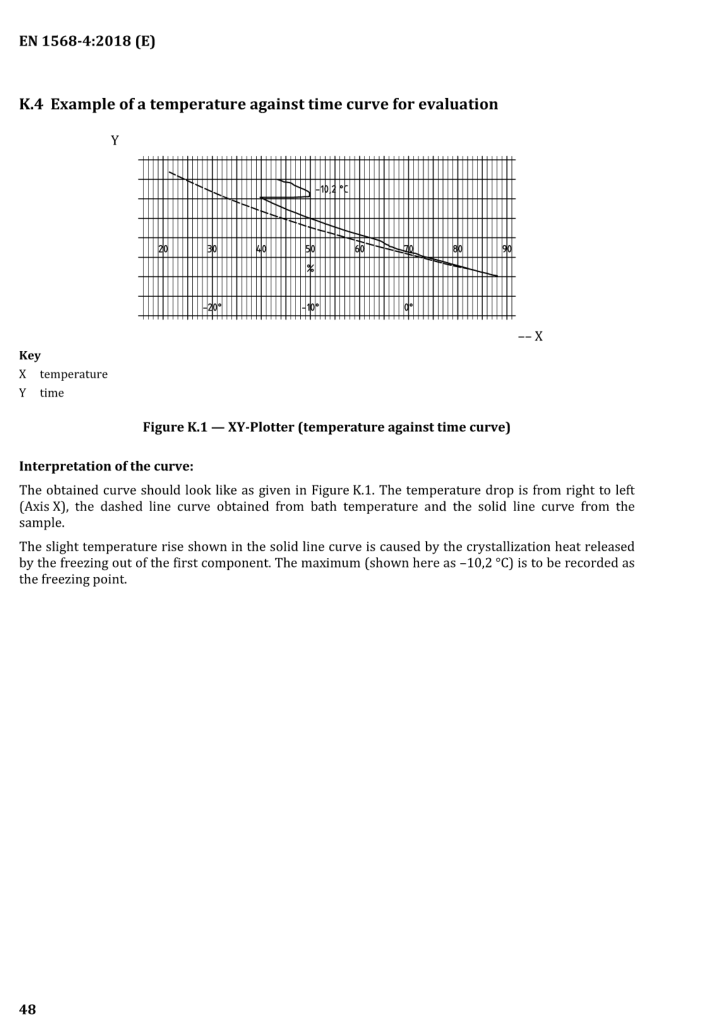 EN 1568-4:2018 (E)
K.4 Example of a temperature against time curve for evaluation
Y
–10,2 °C
20 30 40 50 60 70 80 90
%
–20° –10° 0°
–– X
Key
X temperature
Y time
Figure K.1 — XY-Plotter (temperature against time curve)
Interpretation of the curve:
The obtained curve should look like as given in Figure K.1. The temperature drop is from right to left
(Axis X), the dashed line curve obtained from bath temperature and the solid line curve from the
sample.
The slight temperature rise shown in the solid line curve is caused by the crystallization heat released
by the freezing out of the first component. The maximum (shown here as –10,2 °C) is to be recorded as
the freezing point.
48